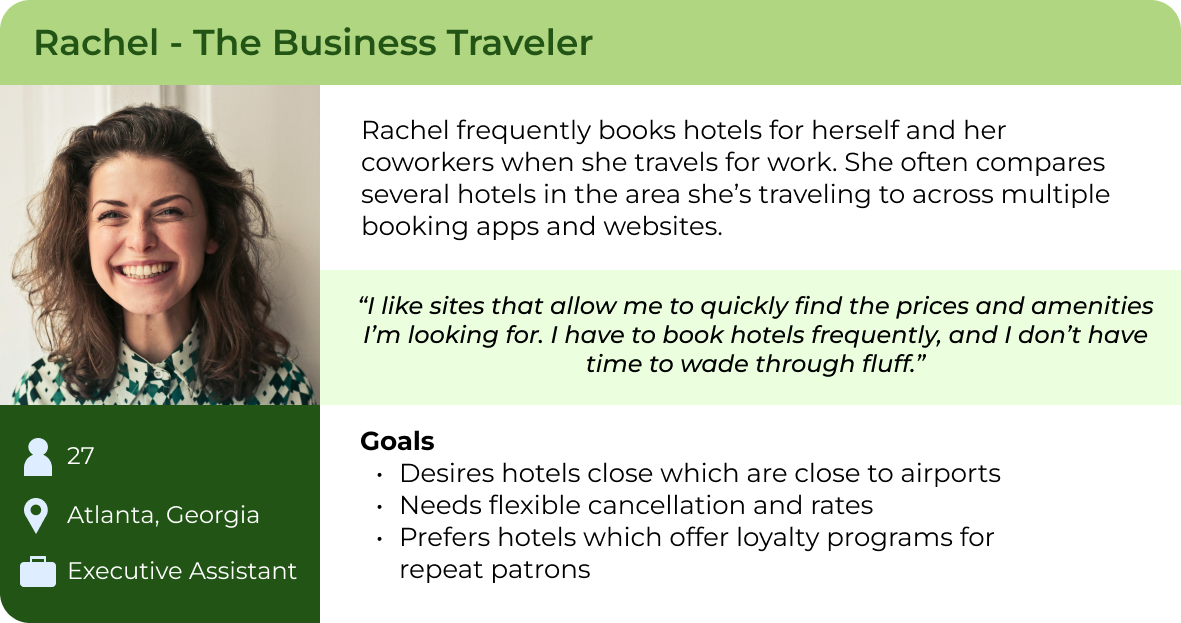 Rachel - The Business Traveler
Rachel frequently books hotels for herself and her
coworkers when she travels for work. She often compares
several hotels in the area she’s traveling to across multiple
booking apps and websites.
“I like sites that allow me to quickly find the prices and amenities
I’m looking for. I have to book hotels frequently, and I don’t have
time to wade through fluff.”
27
Atlanta, Georgia
Executive Assistant
Goals
• Desires hotels close which are close to airports
• Needs flexible cancellation and rates
• Prefers hotels which offer loyalty programs for
repeat patrons